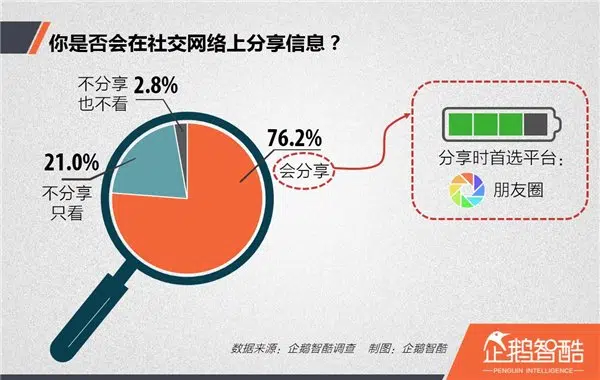 你是否会在社交网络上分享信息？
不分享
也不看
2.8%
76.2%
会分享
21.0%
不分享
只看
分享时首选平台：
朋友圈
数据来源：企鹅智酷调查 制图：企鹅智酷
企鹅智酷
PENGUIN INTELLIGENCE